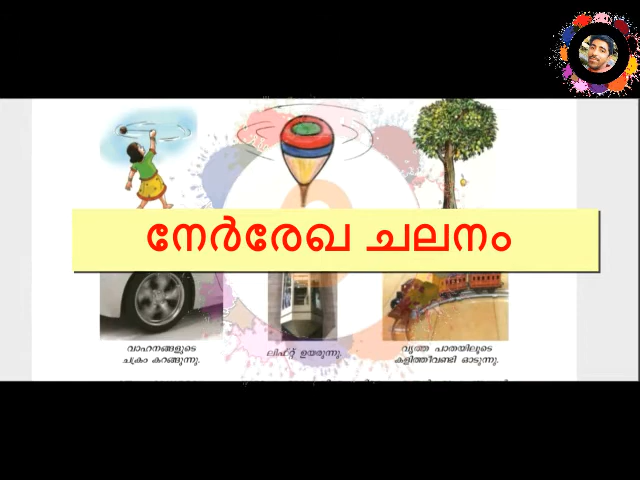 നേർരേഖ ചലനം
വാഹനങ്ങളുടെ
ചക്രം കറങ്ങുന്നു.
ലിഫ്റ്റ് ഉയരുന്നു.
വൃത്ത പാതയിലൂടെ
കളിത്തീവണ്ടി ഓടുന്നു.